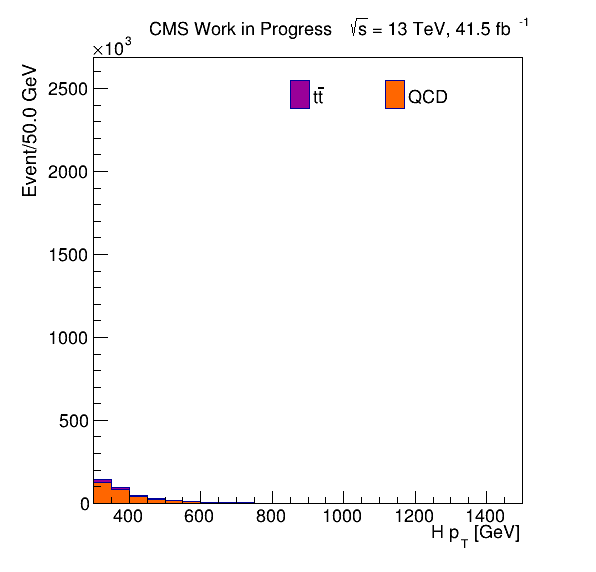 CMS Work in Progress √s = 13 TeV, 41.5 fb⁻¹
×10³
Event/50.0 GeV
tt̄
QCD
2500
2000
1500
1000
500
0
400 600 800 1000 1200 1400
H p_T [GeV]